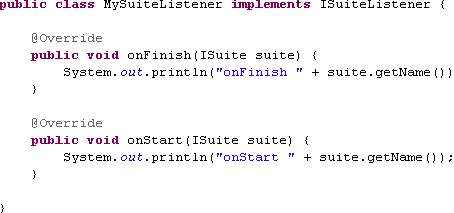 public class MySuiteListener implements ISuiteListener {
@Override
public void onFinish(ISuite suite) {
System.out.println("onFinish " + suite.getName())
}
@Override
public void onStart(ISuite suite) {
System.out.println("onStart " + suite.getName());
}
}